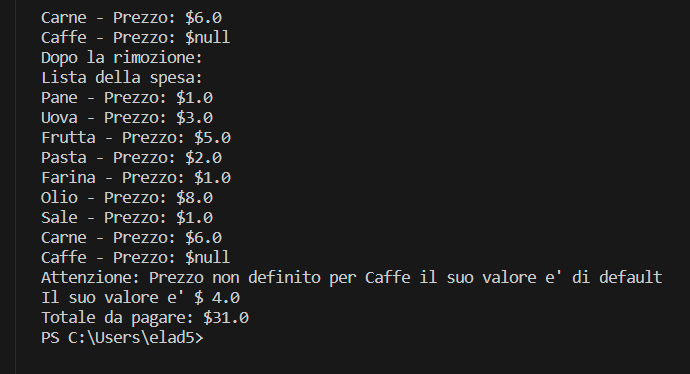 Carne - Prezzo: $6.0
Caffe - Prezzo: $null
Dopo la rimozione:
Lista della spesa:
Pane - Prezzo: $1.0
Uova - Prezzo: $3.0
Frutta - Prezzo: $5.0
Pasta - Prezzo: $2.0
Farina - Prezzo: $1.0
Olio - Prezzo: $8.0
Sale - Prezzo: $1.0
Carne - Prezzo: $6.0
Caffe - Prezzo: $null
Attenzione: Prezzo non definito per Caffe il suo valore e' di default
Il suo valore e' $ 4.0
Totale da pagare: $31.0
PS C:\Users\elad5>